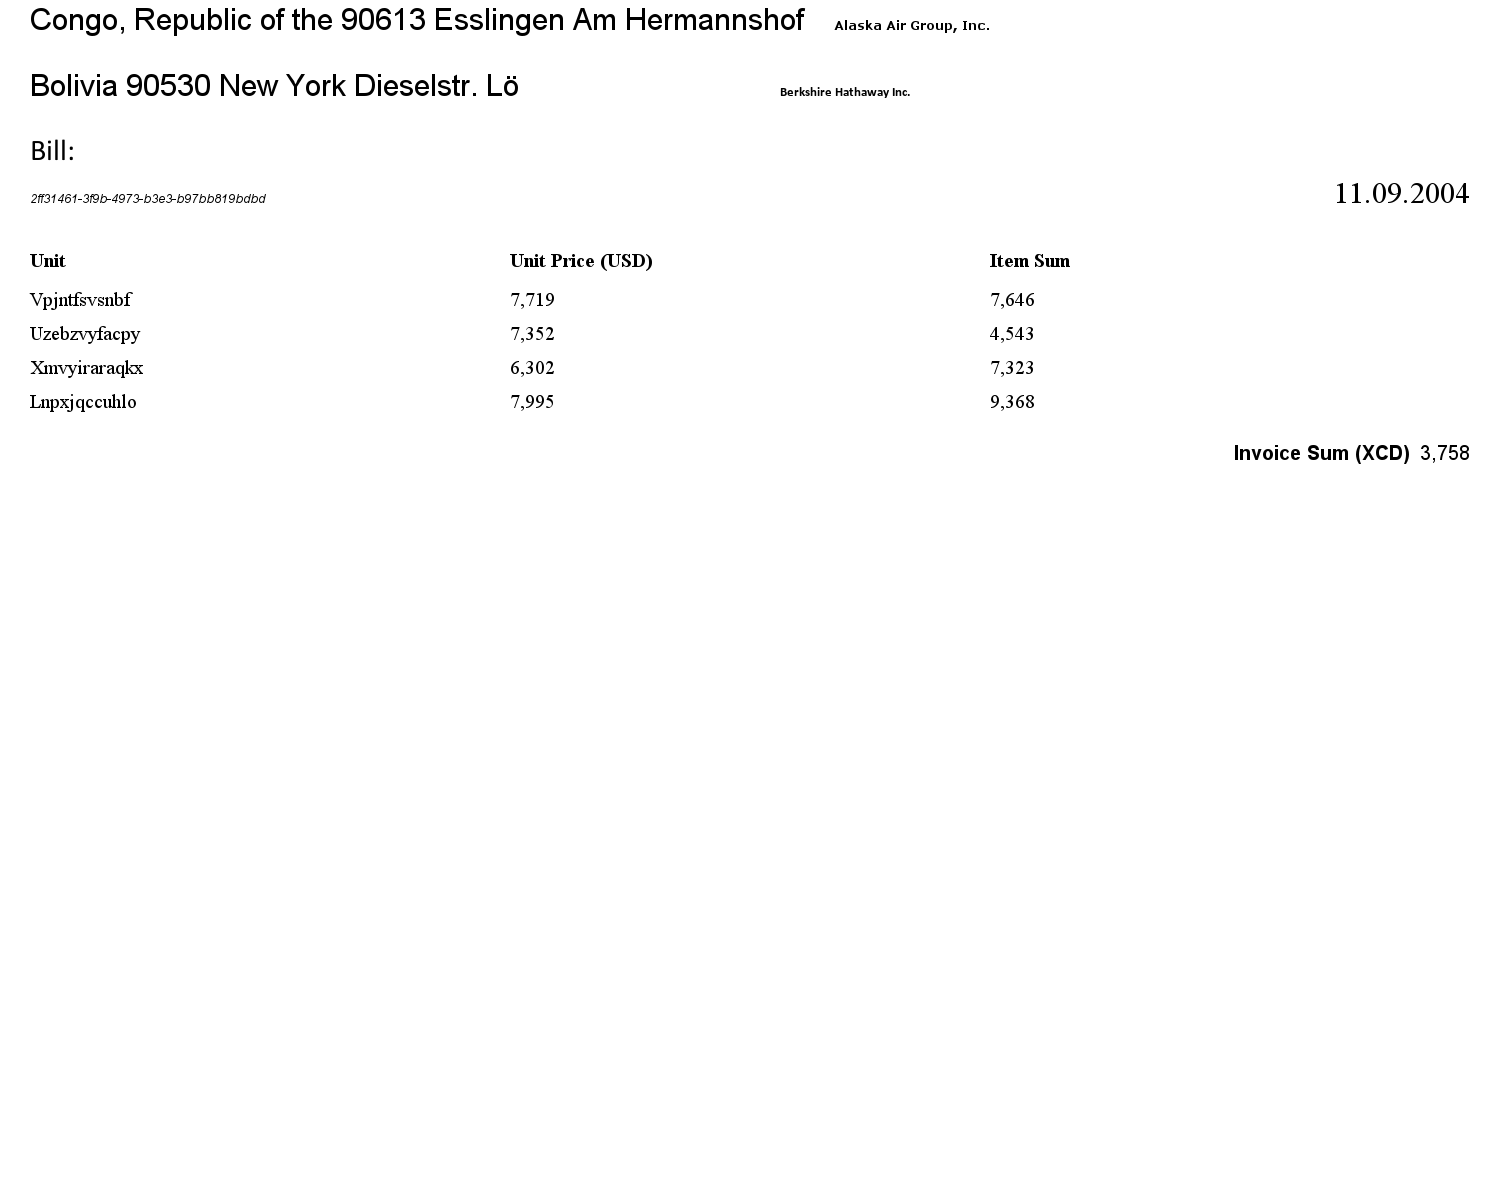 Congo, Republic of the 90613 Esslingen Am Hermannshof Alaska Air Group, Inc.
Bolivia 90530 New York Dieselstr. Lö Berkshire Hathaway Inc.
Bill:
2ff31461-3f9b-4973-b3e3-b97bb819bdbd 11.09.2004
Unit Unit Price (USD) Item Sum
Vpjntfsvsnbf 7,719 7,646
Uzebzvyfacpy 7,352 4,543
Xmvyiraraqkx 6,302 7,323
Lnpxjqccuhlo 7,995 9,368
Invoice Sum (XCD) 3,758